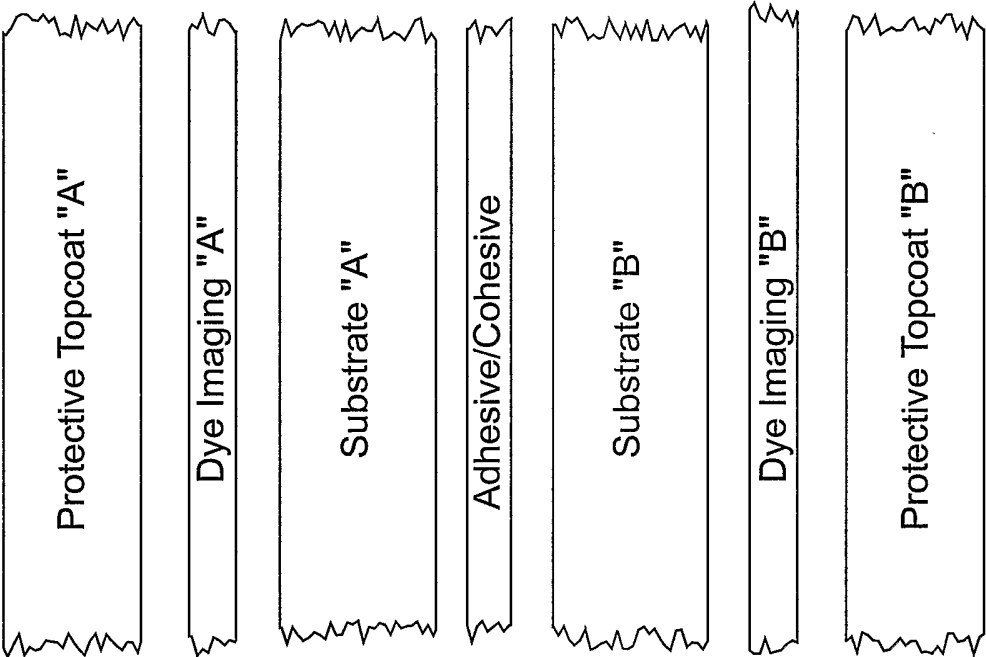 Protective Topcoat "A"
Dye Imaging "A"
Substrate "A"
Adhesive/Cohesive
Substrate "B"
Dye Imaging "B"
Protective Topcoat "B"